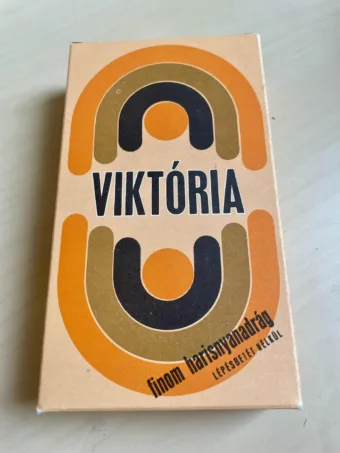 VIKTÓRIA
finom harisnyanadrág
LÉPÉSBETÉT NÉLKÜL